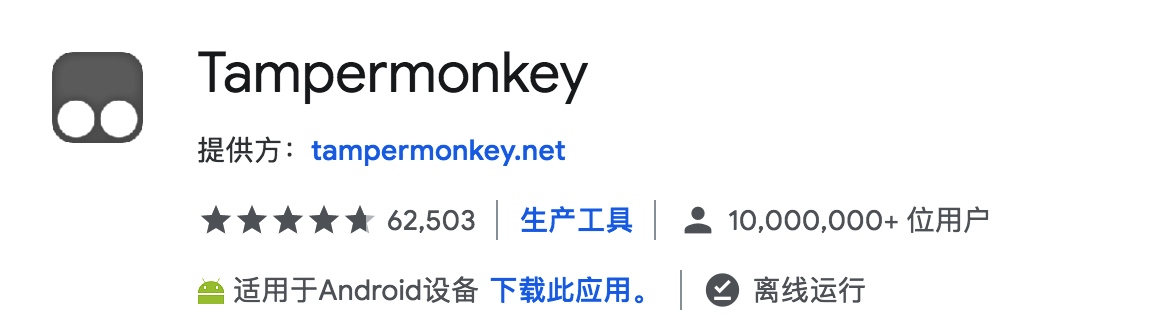 Tampermonkey
提供方：tampermonkey.net
62,503 生产工具 10,000,000+ 位用户
适用于Android设备 下载此应用。 离线运行